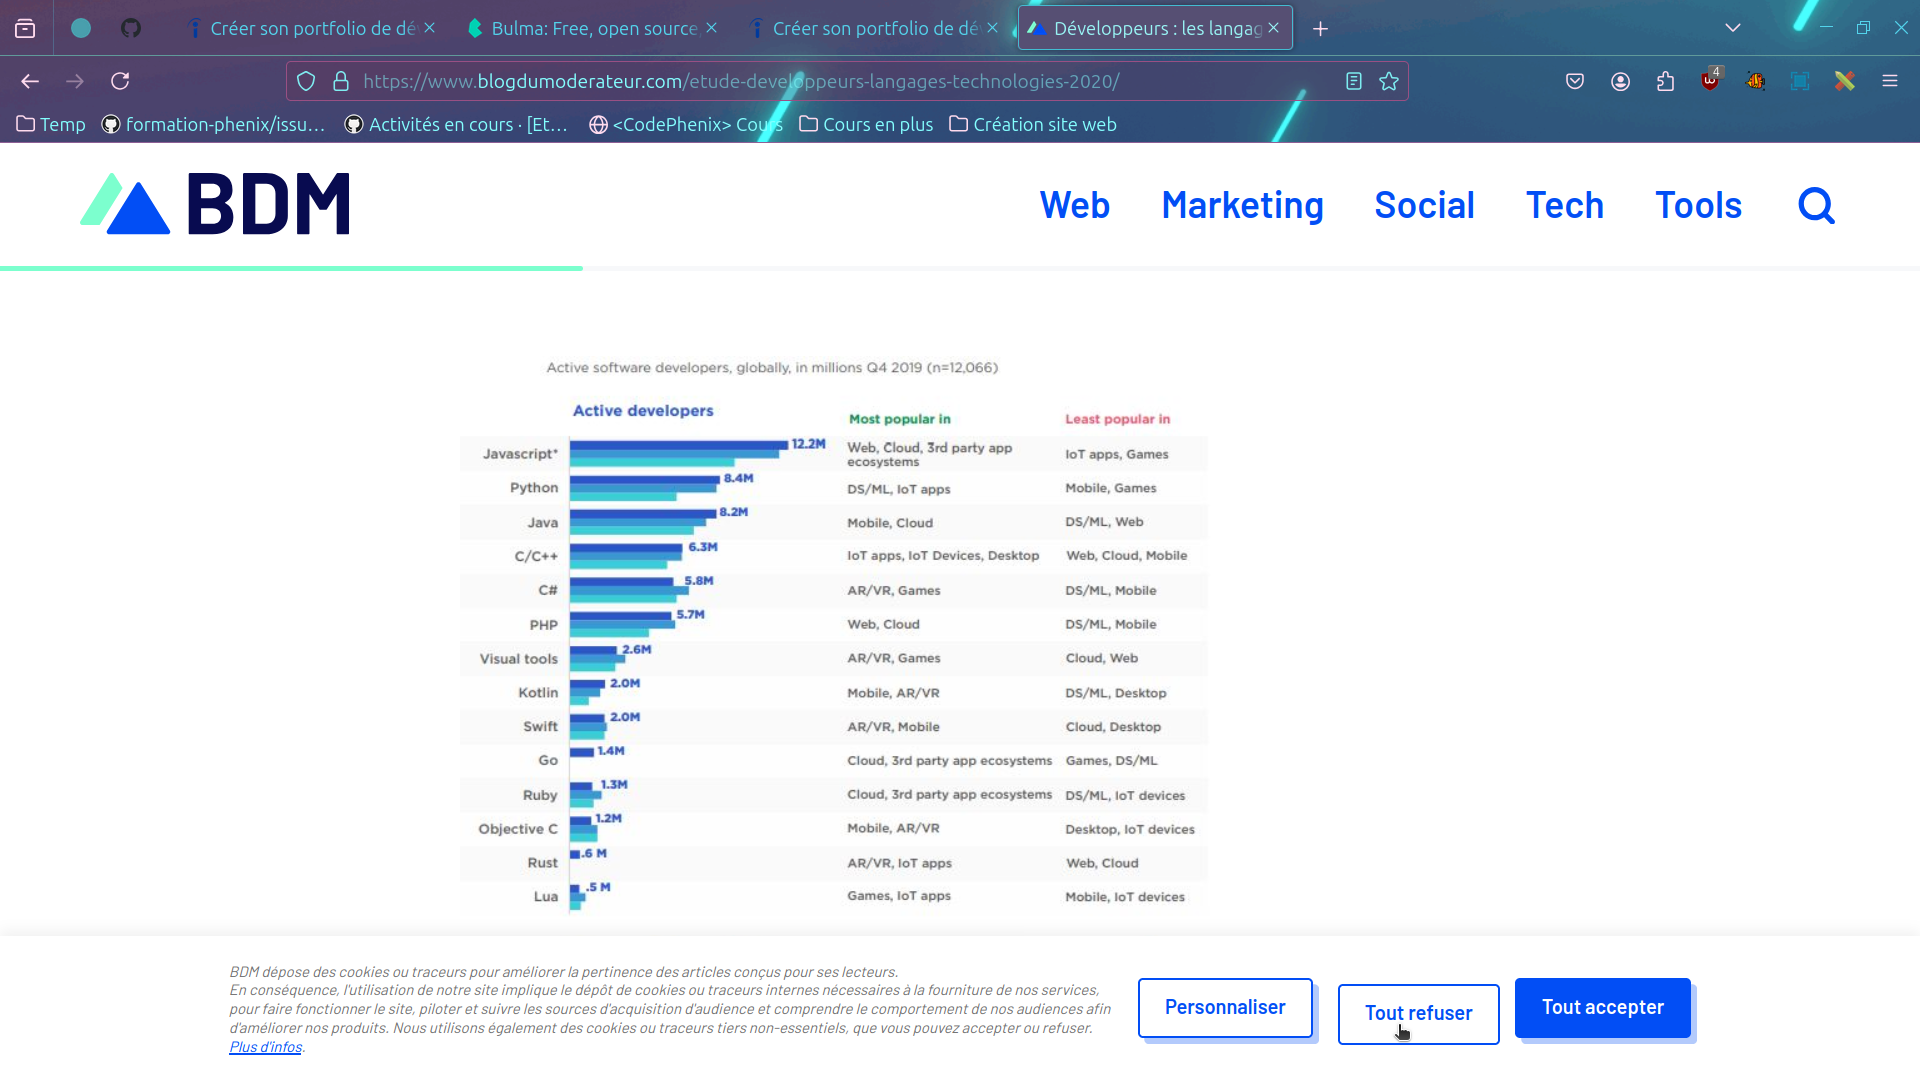 Créer son portfolio de dé
Bulma: Free, open source,
Créer son portfolio de dé
Développeurs : les langag
https://www.blogdumoderateur.com/etude-developpeurs-langages-technologies-2020/
4
Temp
formation-phenix/issu...
Activités en cours · [Et...
<CodePhenix> Cours
Cours en plus
Création site web
BDM
Web Marketing Social Tech Tools
Active software developers, globally, in millions Q4 2019 (n=12,066)
Active developers Most popular in Least popular in
Javascript* 12.2M Web, Cloud, 3rd party app ecosystems IoT apps, Games
Python 8.4M DS/ML, IoT apps Mobile, Games
Java 8.2M Mobile, Cloud DS/ML, Web
C/C++ 6.3M IoT apps, IoT Devices, Desktop Web, Cloud, Mobile
C# 5.8M AR/VR, Games DS/ML, Mobile
PHP 5.7M Web, Cloud DS/ML, Mobile
Visual tools 2.6M AR/VR, Games Cloud, Web
Kotlin 2.0M Mobile, AR/VR DS/ML, Desktop
Swift 2.0M AR/VR, Mobile Cloud, Desktop
Go 1.4M Cloud, 3rd party app ecosystems Games, DS/ML
Ruby 1.3M Cloud, 3rd party app ecosystems DS/ML, IoT devices
Objective C 1.2M Mobile, AR/VR Desktop, IoT devices
Rust .6 M AR/VR, IoT apps Web, Cloud
Lua .5 M Games, IoT apps Mobile, IoT devices
BDM dépose des cookies ou traceurs pour améliorer la pertinence des articles conçus pour ses lecteurs.
En conséquence, l'utilisation de notre site implique le dépôt de cookies ou traceurs internes nécessaires à la fourniture de nos services,
pour faire fonctionner le site, piloter et suivre les sources d'acquisition d'audience et comprendre le comportement de nos audiences afin
d'améliorer nos produits. Nous utilisons également des cookies ou traceurs tiers non-essentiels, que vous pouvez accepter ou refuser.
Plus d'infos.
Personnaliser
Tout refuser
Tout accepter